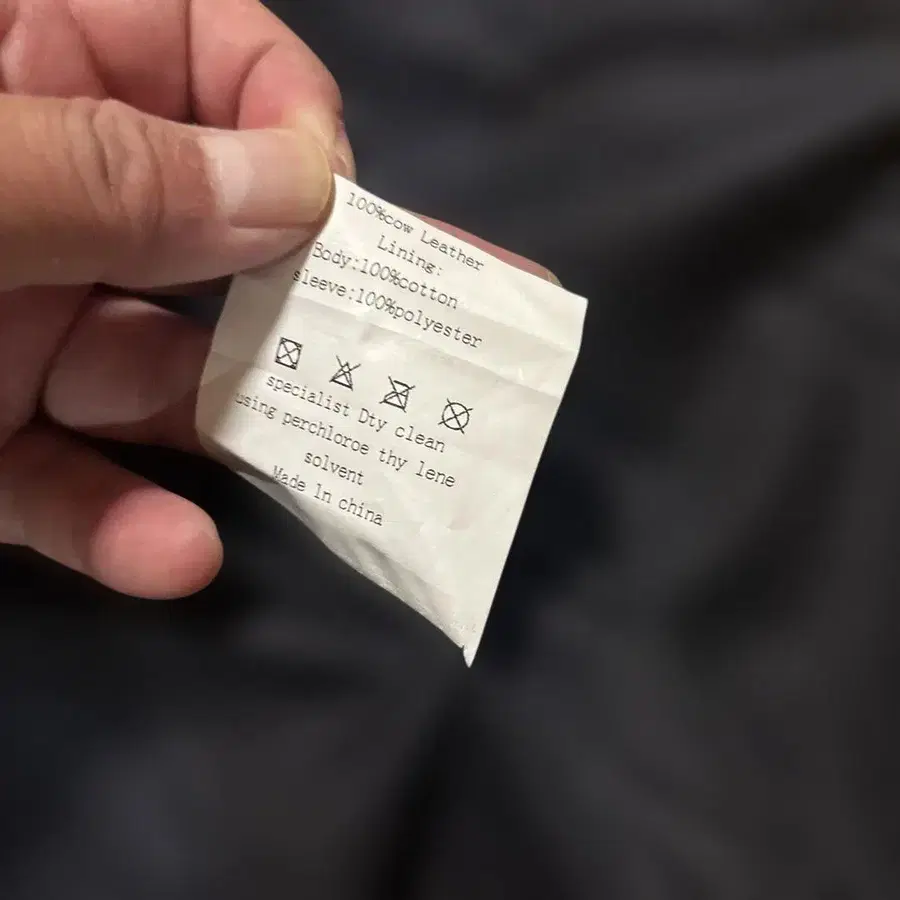 100%cow Leather
Lining:
Body:100%cotton
sleeve:100%polyester
specialist Dty clean
using perchloroe thy lene
solvent
Made ln china